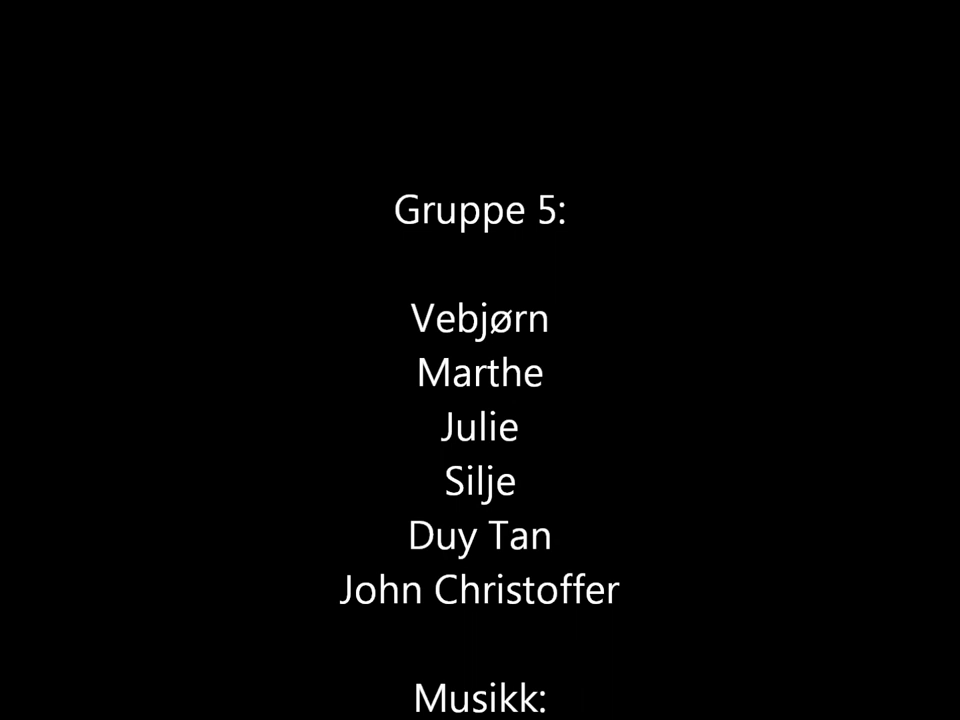 Gruppe 5:
Vebjørn
Marthe
Julie
Silje
Duy Tan
John Christoffer
Musikk: